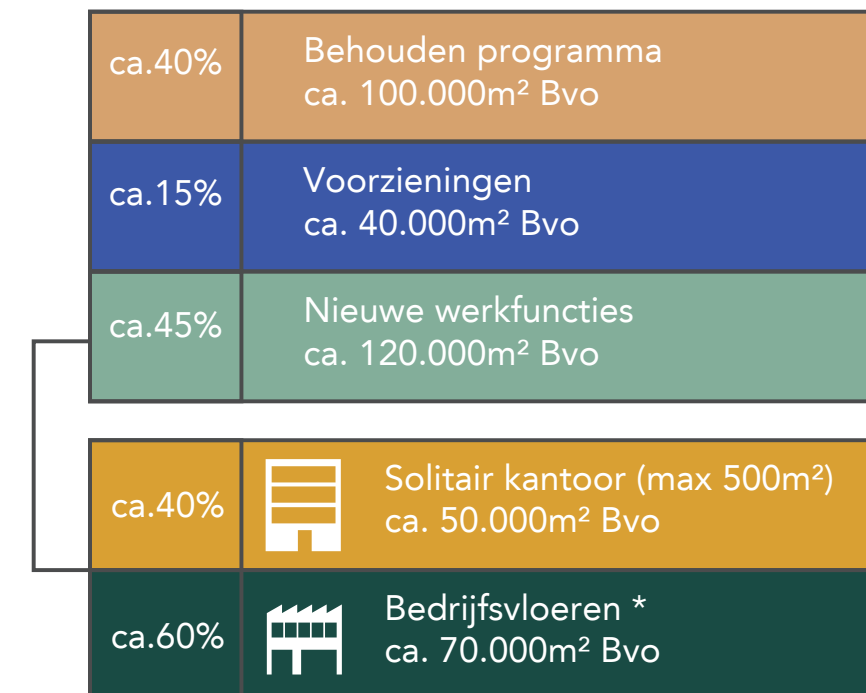 ca.40%
Behouden programma
ca. 100.000m² Bvo
ca.15%
Voorzieningen
ca. 40.000m² Bvo
ca.45%
Nieuwe werkfuncties
ca. 120.000m² Bvo
ca.40%
Solitair kantoor (max 500m²)
ca. 50.000m² Bvo
ca.60%
Bedrijfsvloeren *
ca. 70.000m² Bvo